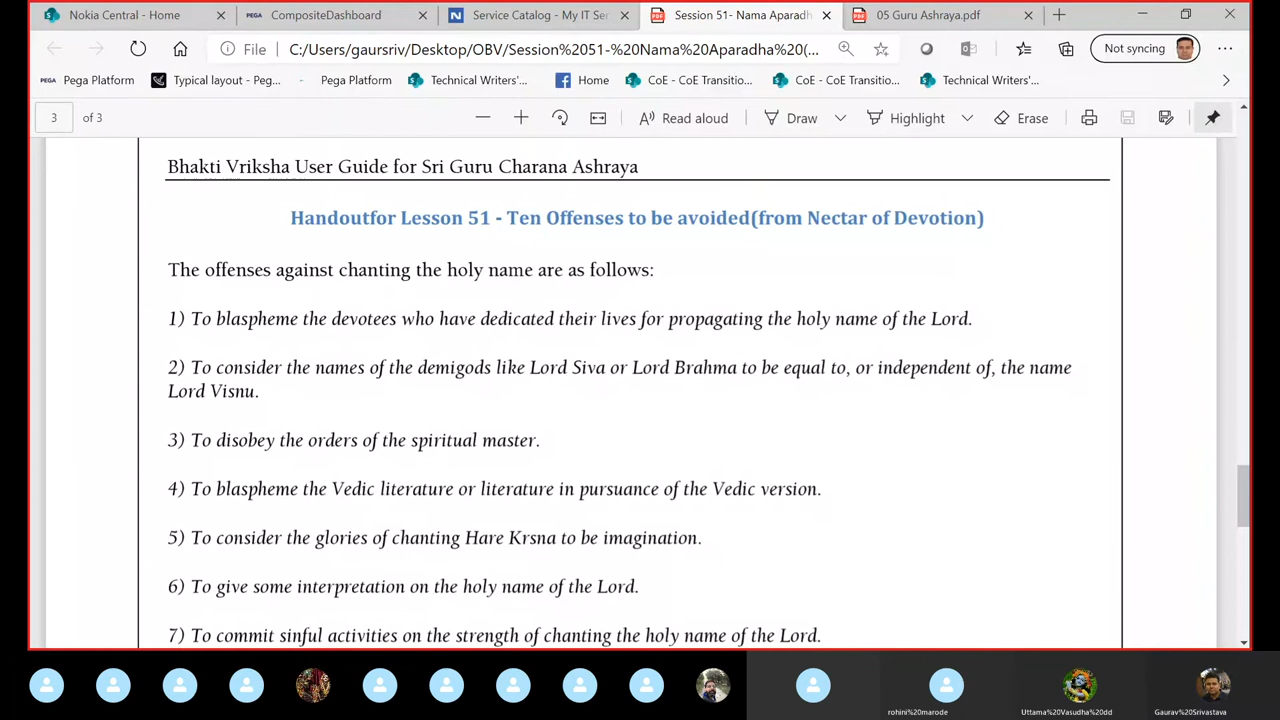 Nokia Central - Home
CompositeDashboard
Service Catalog - My IT Ser
Session 51- Nama Aparadh
05 Guru Ashraya.pdf
File C:/Users/gaursriv/Desktop/OBV/Session%2051-%20Nama%20Aparadha%20(...
Not syncing
PEGA Pega Platform
Typical layout - Peg...
Pega Platform
Technical Writers'...
Home
CoE - CoE Transitio...
CoE - CoE Transitio...
Technical Writers'...
3 of 3
Read aloud
Draw
Highlight
Erase
Bhakti Vriksha User Guide for Sri Guru Charana Ashraya
Handoutfor Lesson 51 - Ten Offenses to be avoided(from Nectar of Devotion)
The offenses against chanting the holy name are as follows:
1) To blaspheme the devotees who have dedicated their lives for propagating the holy name of the Lord.
2) To consider the names of the demigods like Lord Siva or Lord Brahma to be equal to, or independent of, the name
Lord Visnu.
3) To disobey the orders of the spiritual master.
4) To blaspheme the Vedic literature or literature in pursuance of the Vedic version.
5) To consider the glories of chanting Hare Krsna to be imagination.
6) To give some interpretation on the holy name of the Lord.
7) To commit sinful activities on the strength of chanting the holy name of the Lord.
rohini%20marode
Uttama%20Vasudha%20dd
Gaurav%20Srivastava